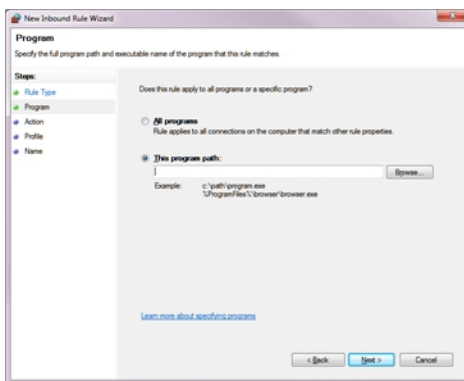 New Inbound Rule Wizard
Program
Specify the full program path and executable name of the program that this rule matches.
Steps:
Rule Type
Program
Action
Profile
Name
Does this rule apply to all programs or a specific program?
All programs
Rule applies to all connections on the computer that match other rule properties.
This program path:
Browse...
Example: c:\path\program.exe
%ProgramFiles%\browser\browser.exe
Learn more about specifying programs
< Back Next > Cancel